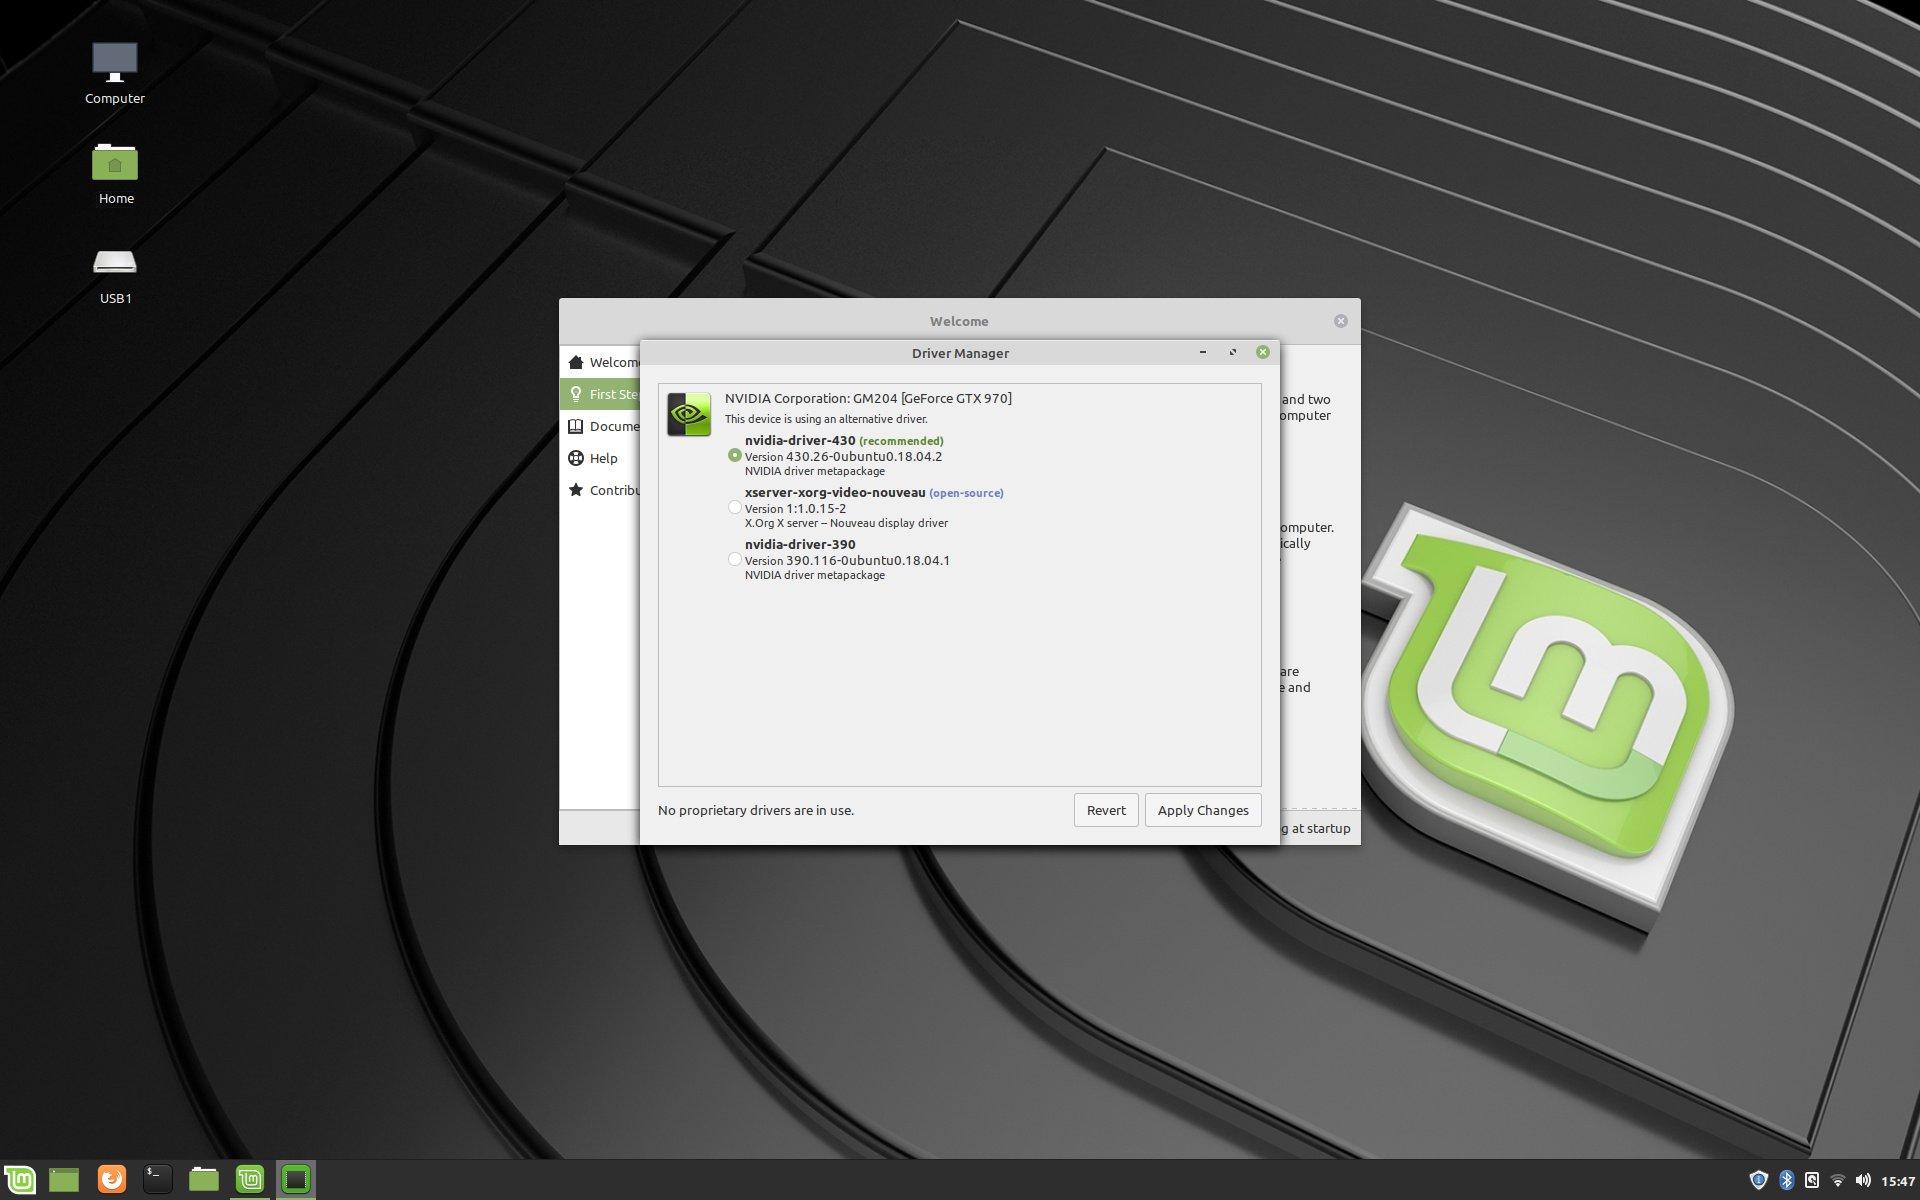 Computer
Home
USB1
Welcome
Welcom
First Ste
Docume
Help
Contribu
and two
omputer
omputer.
ically
are
e and
g at startup
Driver Manager
NVIDIA Corporation: GM204 [GeForce GTX 970]
This device is using an alternative driver.
nvidia-driver-430 (recommended)
Version 430.26-0ubuntu0.18.04.2
NVIDIA driver metapackage
xserver-xorg-video-nouveau (open-source)
Version 1:1.0.15-2
X.Org X server -- Nouveau display driver
nvidia-driver-390
Version 390.116-0ubuntu0.18.04.1
NVIDIA driver metapackage
No proprietary drivers are in use.
Revert
Apply Changes
lm
15:47